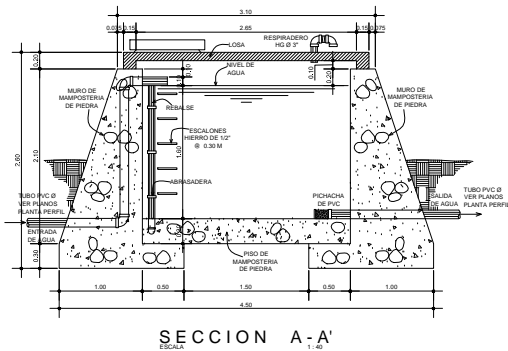 3.10
0.075
0.15
2.65
0.15
0.075
RESPIRADERO
HG Ø 3"
LOSA
NIVEL DE
AGUA
0.20
0.10
0.20
MURO DE
MAMPOSTERIA
DE PIEDRA
MURO DE
MAMPOSTERIA
DE PIEDRA
REBALSE
ESCALONES
HIERRO DE 1/2"
@ 0.30 M
2.60
2.10
1.60
ABRASADERA
TUBO PVC Ø
VER PLANOS
PLANTA PERFIL
PICHACHA
DE PVC
SALIDA
DE AGUA
TUBO PVC Ø
VER PLANOS
PLANTA PERFIL
ENTRADA
DE AGUA
PISO DE
MAMPOSTERIA
DE PIEDRA
0.30
1.00
0.50
1.50
0.50
1.00
4.50
SECCION A-A'
ESCALA 1:40